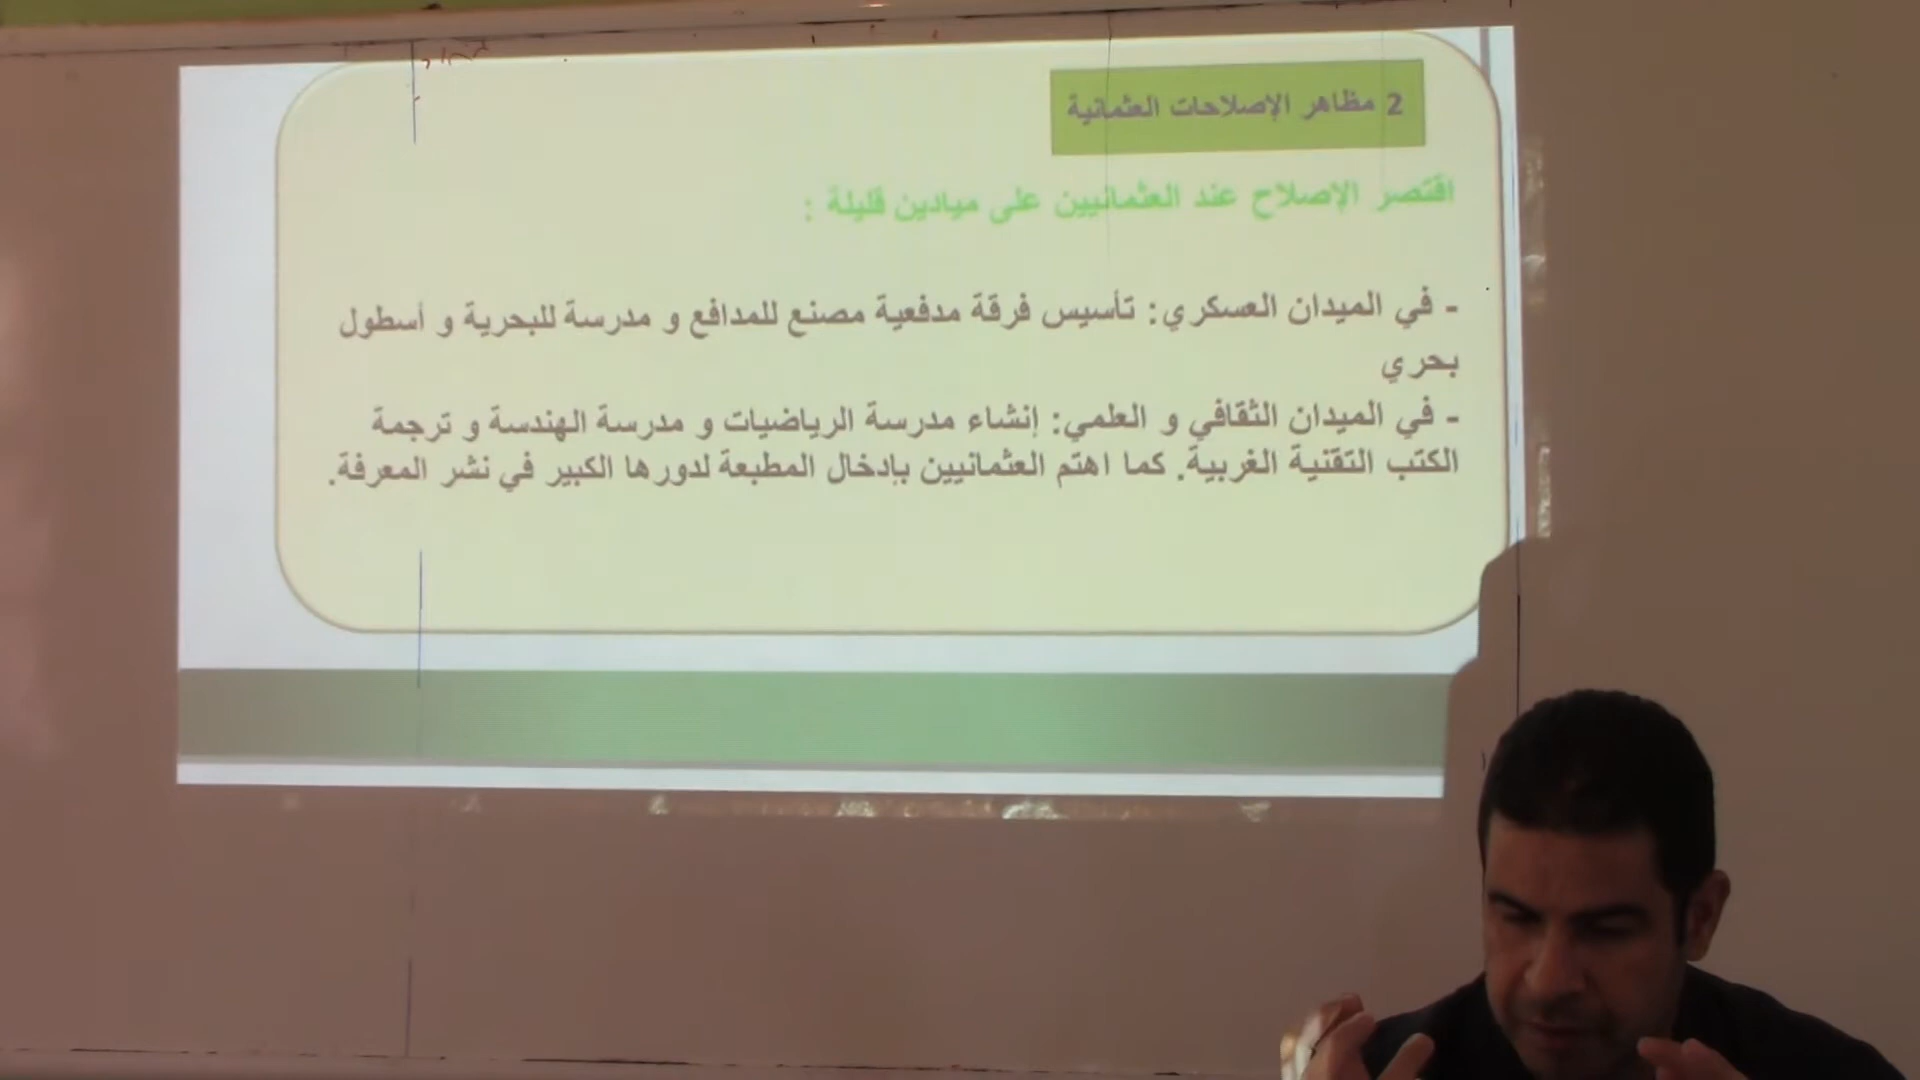 2 مظاهر الإصلاحات العثمانية
اقتصر الإصلاح عند العثمانيين على ميادين قليلة :
- في الميدان العسكري: تأسيس فرقة مدفعية مصنع للمدافع و مدرسة للبحرية و أسطول
بحري
- في الميدان الثقافي و العلمي: إنشاء مدرسة الرياضيات و مدرسة الهندسة و ترجمة
الكتب التقنية الغربية. كما اهتم العثمانيين بإدخال المطبعة لدورها الكبير في نشر المعرفة.